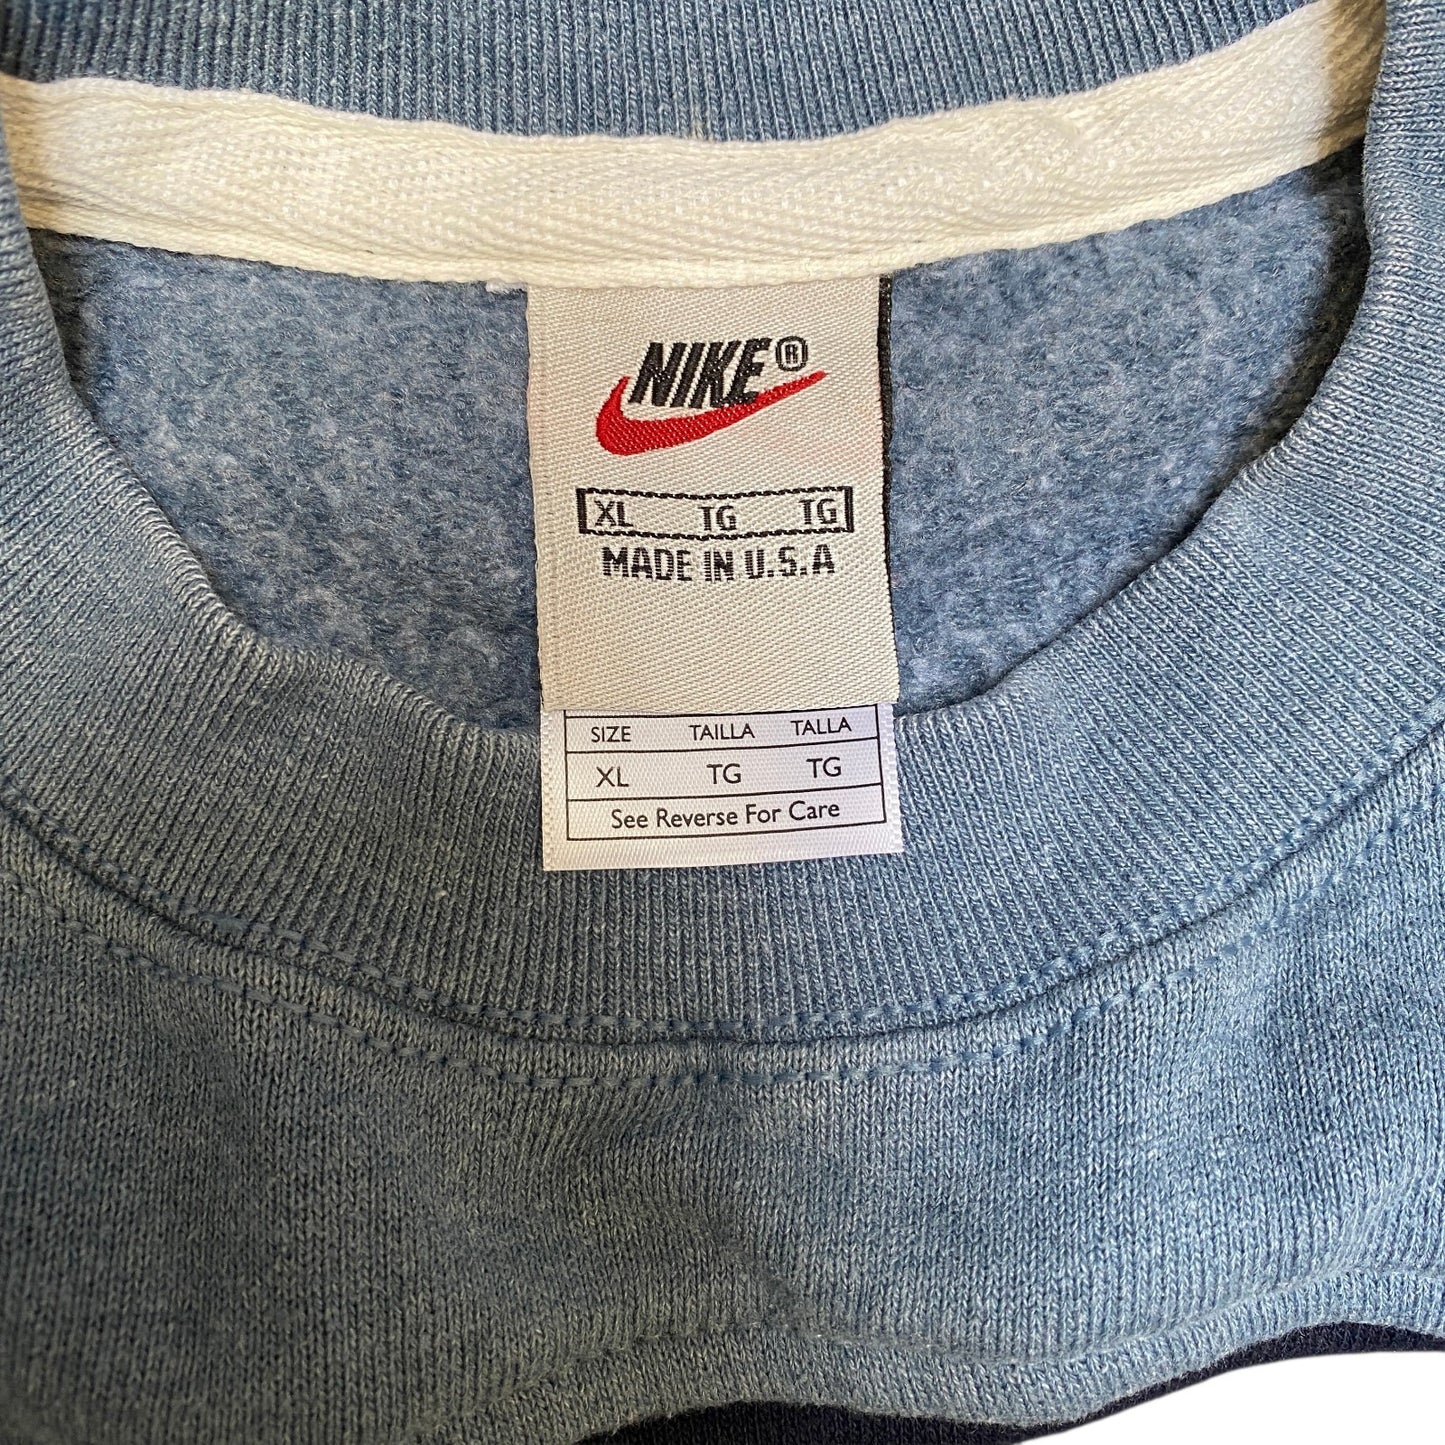 NIKE®
XL TG TG
MADE IN U.S.A
SIZE TAILLA TALLA
XL TG TG
See Reverse For Care